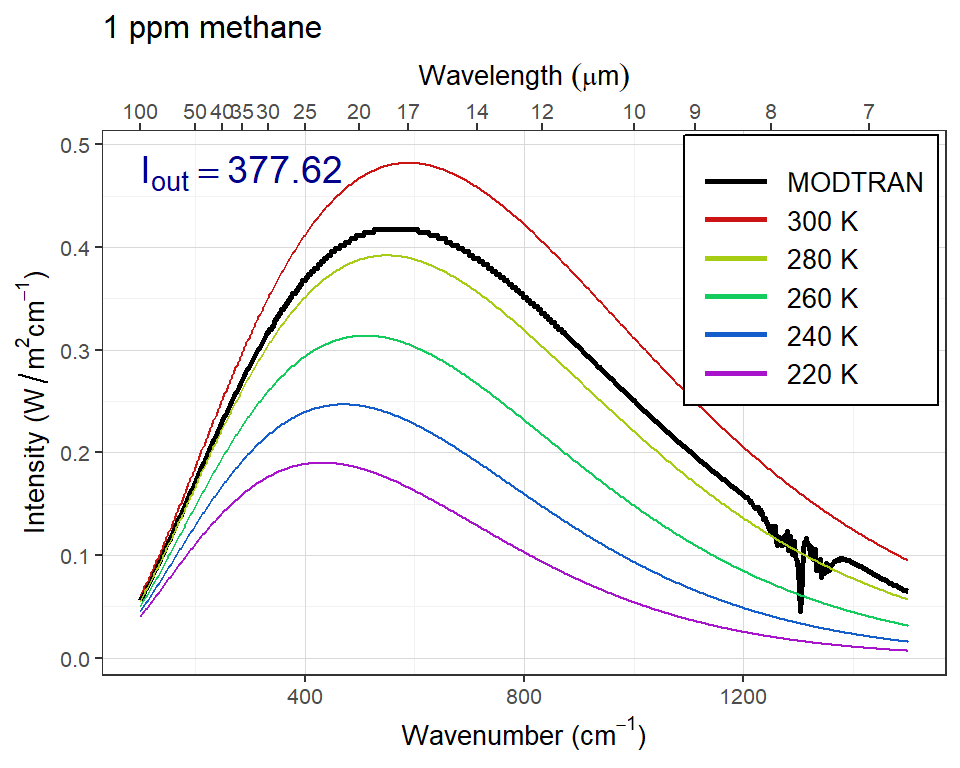 1 ppm methane
Wavelength (μm)
100 50 40 35 30 25 20 17 14 12 10 9 8 7
I_out = 377.62
MODTRAN
300 K
280 K
260 K
240 K
220 K
0.5
0.4
0.3
0.2
0.1
0.0
Intensity (W / m²cm⁻¹)
400 800 1200
Wavenumber (cm⁻¹)